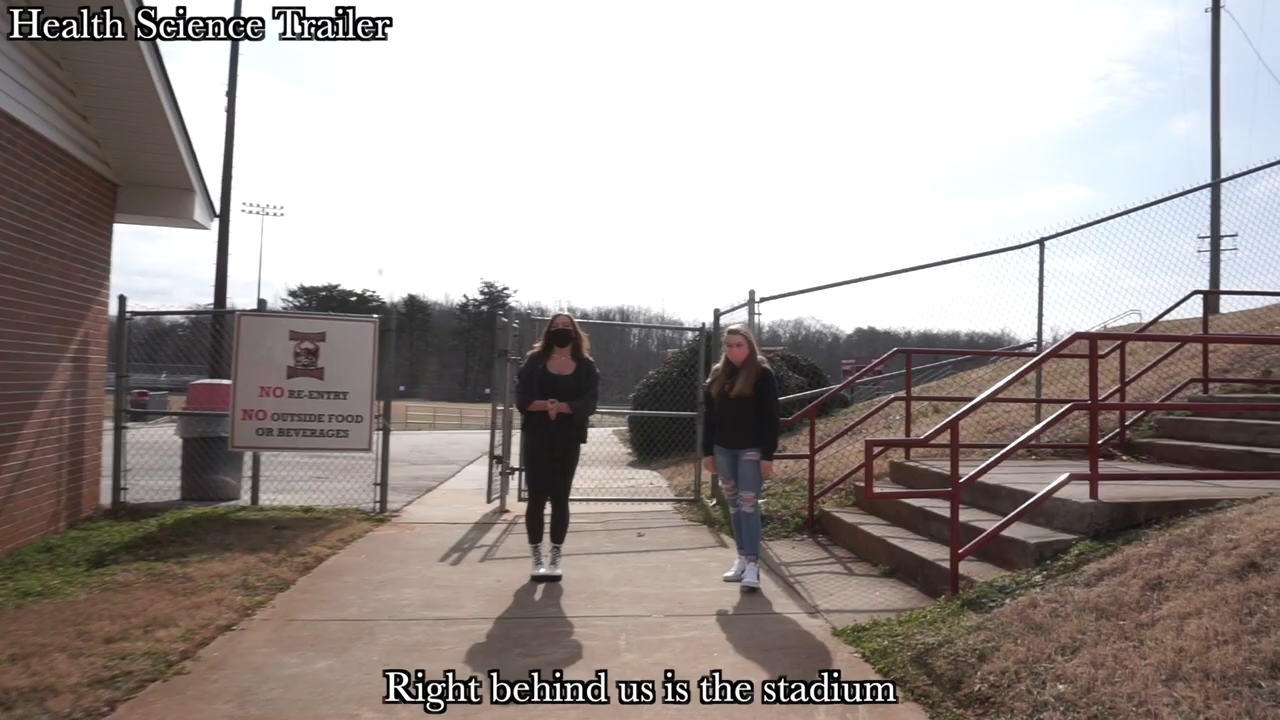 Health Science Trailer
NO RE-ENTRY
NO OUTSIDE FOOD
OR BEVERAGES
Right behind us is the stadium